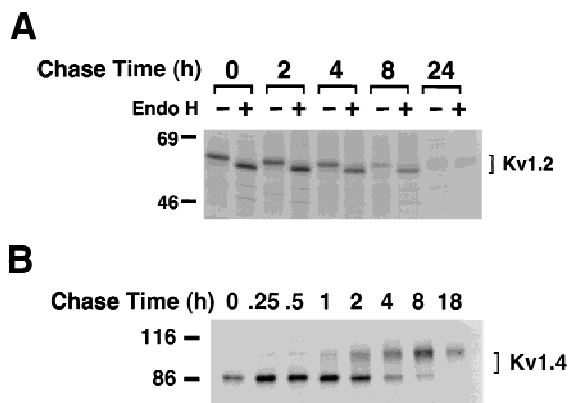 A
Chase Time (h) 0 2 4 8 24
Endo H − + − + − + − + − +
69
Kv1.2
46
B
Chase Time (h) 0 .25 .5 1 2 4 8 18
116
Kv1.4
86